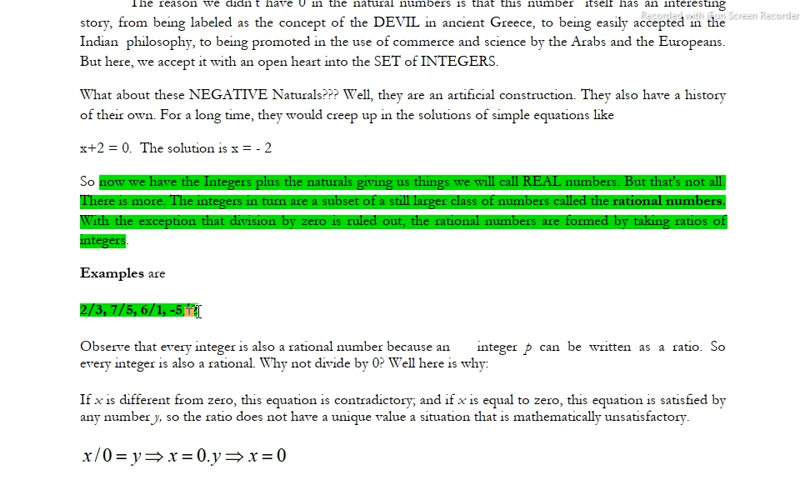 The reason we didn't have 0 in the natural numbers is that this number itself has an interesting
Recorded with iFun Screen Recorder
story, from being labeled as the concept of the DEVIL in ancient Greece, to being easily accepted in the
Indian philosophy, to being promoted in the use of commerce and science by the Arabs and the Europeans.
But here, we accept it with an open heart into the SET of INTEGERS.
What about these NEGATIVE Naturals??? Well, they are an artificial construction. They also have a history
of their own. For a long time, they would creep up in the solutions of simple equations like
x+2 = 0. The solution is x = - 2
So now we have the Integers plus the naturals giving us things we will call REAL numbers. But that's not all.
There is more. The integers in turn are a subset of a still larger class of numbers called the rational numbers.
With the exception that division by zero is ruled out, the rational numbers are formed by taking ratios of
integers.
Examples are
2/3, 7/5, 6/1, -5
Observe that every integer is also a rational number because an integer p can be written as a ratio. So
every integer is also a rational. Why not divide by 0? Well here is why:
If x is different from zero, this equation is contradictory; and if x is equal to zero, this equation is satisfied by
any number y, so the ratio does not have a unique value a situation that is mathematically unsatisfactory.
x/0 = y ⇒ x = 0.y ⇒ x = 0